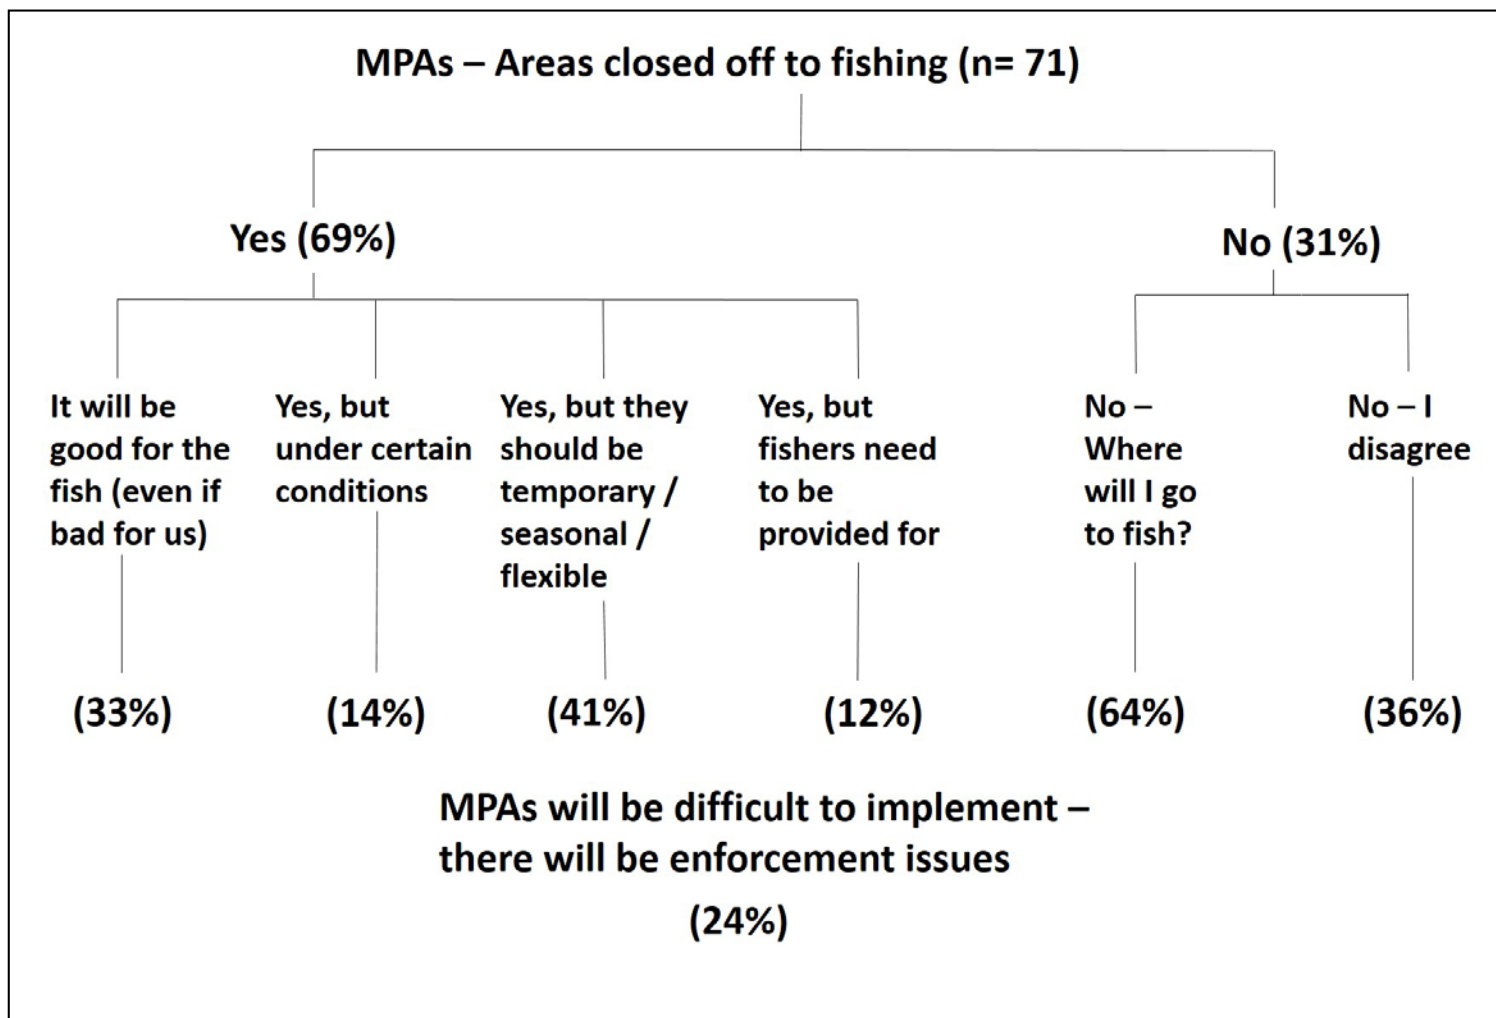 MPAs – Areas closed off to fishing (n= 71)
Yes (69%)
No (31%)
It will be
good for the
fish (even if
bad for us)
Yes, but
under certain
conditions
Yes, but they
should be
temporary /
seasonal /
flexible
Yes, but
fishers need
to be
provided for
No –
Where
will I go
to fish?
No – I
disagree
(33%)
(14%)
(41%)
(12%)
(64%)
(36%)
MPAs will be difficult to implement –
there will be enforcement issues
(24%)